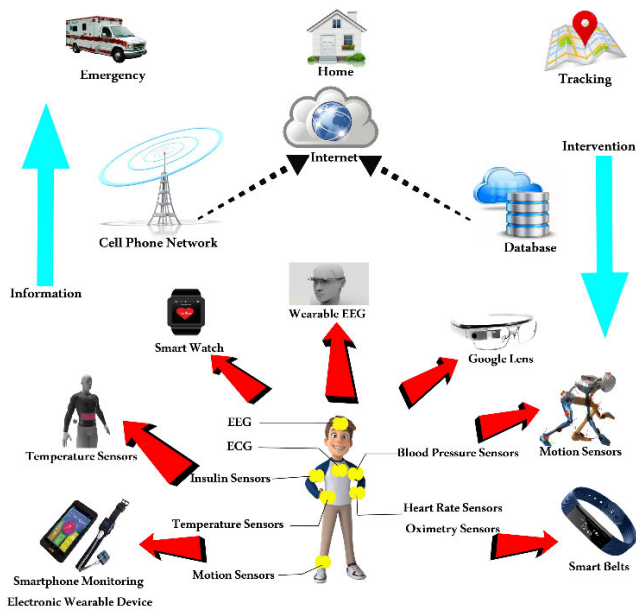 Emergency
Home
Tracking
Internet
Intervention
Cell Phone Network
Database
Information
Wearable EEG
Smart Watch
Google Lens
EEG
ECG
Blood Pressure Sensors
Temperature Sensors
Insulin Sensors
Motion Sensors
Temperature Sensors
Heart Rate Sensors
Oximetry Sensors
Smartphone Monitoring
Electronic Wearable Device
Motion Sensors
Smart Belts